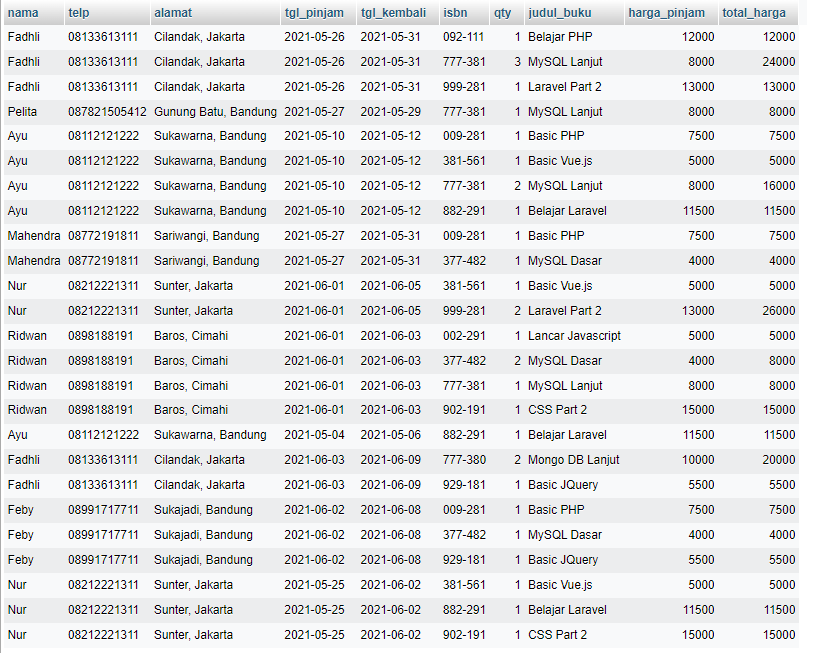 nama telp alamat tgl_pinjam tgl_kembali isbn qty judul_buku harga_pinjam total_harga
Fadhli 08133613111 Cilandak, Jakarta 2021-05-26 2021-05-31 092-111 1 Belajar PHP 12000 12000
Fadhli 08133613111 Cilandak, Jakarta 2021-05-26 2021-05-31 777-381 3 MySQL Lanjut 8000 24000
Fadhli 08133613111 Cilandak, Jakarta 2021-05-26 2021-05-31 999-281 1 Laravel Part 2 13000 13000
Pelita 087821505412 Gunung Batu, Bandung 2021-05-27 2021-05-29 777-381 1 MySQL Lanjut 8000 8000
Ayu 08112121222 Sukawarna, Bandung 2021-05-10 2021-05-12 009-281 1 Basic PHP 7500 7500
Ayu 08112121222 Sukawarna, Bandung 2021-05-10 2021-05-12 381-561 1 Basic Vue.js 5000 5000
Ayu 08112121222 Sukawarna, Bandung 2021-05-10 2021-05-12 777-381 2 MySQL Lanjut 8000 16000
Ayu 08112121222 Sukawarna, Bandung 2021-05-10 2021-05-12 882-291 1 Belajar Laravel 11500 11500
Mahendra 08772191811 Sariwangi, Bandung 2021-05-27 2021-05-31 009-281 1 Basic PHP 7500 7500
Mahendra 08772191811 Sariwangi, Bandung 2021-05-27 2021-05-31 377-482 1 MySQL Dasar 4000 4000
Nur 08212221311 Sunter, Jakarta 2021-06-01 2021-06-05 381-561 1 Basic Vue.js 5000 5000
Nur 08212221311 Sunter, Jakarta 2021-06-01 2021-06-05 999-281 2 Laravel Part 2 13000 26000
Ridwan 0898188191 Baros, Cimahi 2021-06-01 2021-06-03 002-291 1 Lancar Javascript 5000 5000
Ridwan 0898188191 Baros, Cimahi 2021-06-01 2021-06-03 377-482 2 MySQL Dasar 4000 8000
Ridwan 0898188191 Baros, Cimahi 2021-06-01 2021-06-03 777-381 1 MySQL Lanjut 8000 8000
Ridwan 0898188191 Baros, Cimahi 2021-06-01 2021-06-03 902-191 1 CSS Part 2 15000 15000
Ayu 08112121222 Sukawarna, Bandung 2021-05-04 2021-05-06 882-291 1 Belajar Laravel 11500 11500
Fadhli 08133613111 Cilandak, Jakarta 2021-06-03 2021-06-09 777-380 2 Mongo DB Lanjut 10000 20000
Fadhli 08133613111 Cilandak, Jakarta 2021-06-03 2021-06-09 929-181 1 Basic JQuery 5500 5500
Feby 08991717711 Sukajadi, Bandung 2021-06-02 2021-06-08 009-281 1 Basic PHP 7500 7500
Feby 08991717711 Sukajadi, Bandung 2021-06-02 2021-06-08 377-482 1 MySQL Dasar 4000 4000
Feby 08991717711 Sukajadi, Bandung 2021-06-02 2021-06-08 929-181 1 Basic JQuery 5500 5500
Nur 08212221311 Sunter, Jakarta 2021-05-25 2021-06-02 381-561 1 Basic Vue.js 5000 5000
Nur 08212221311 Sunter, Jakarta 2021-05-25 2021-06-02 882-291 1 Belajar Laravel 11500 11500
Nur 08212221311 Sunter, Jakarta 2021-05-25 2021-06-02 902-191 1 CSS Part 2 15000 15000